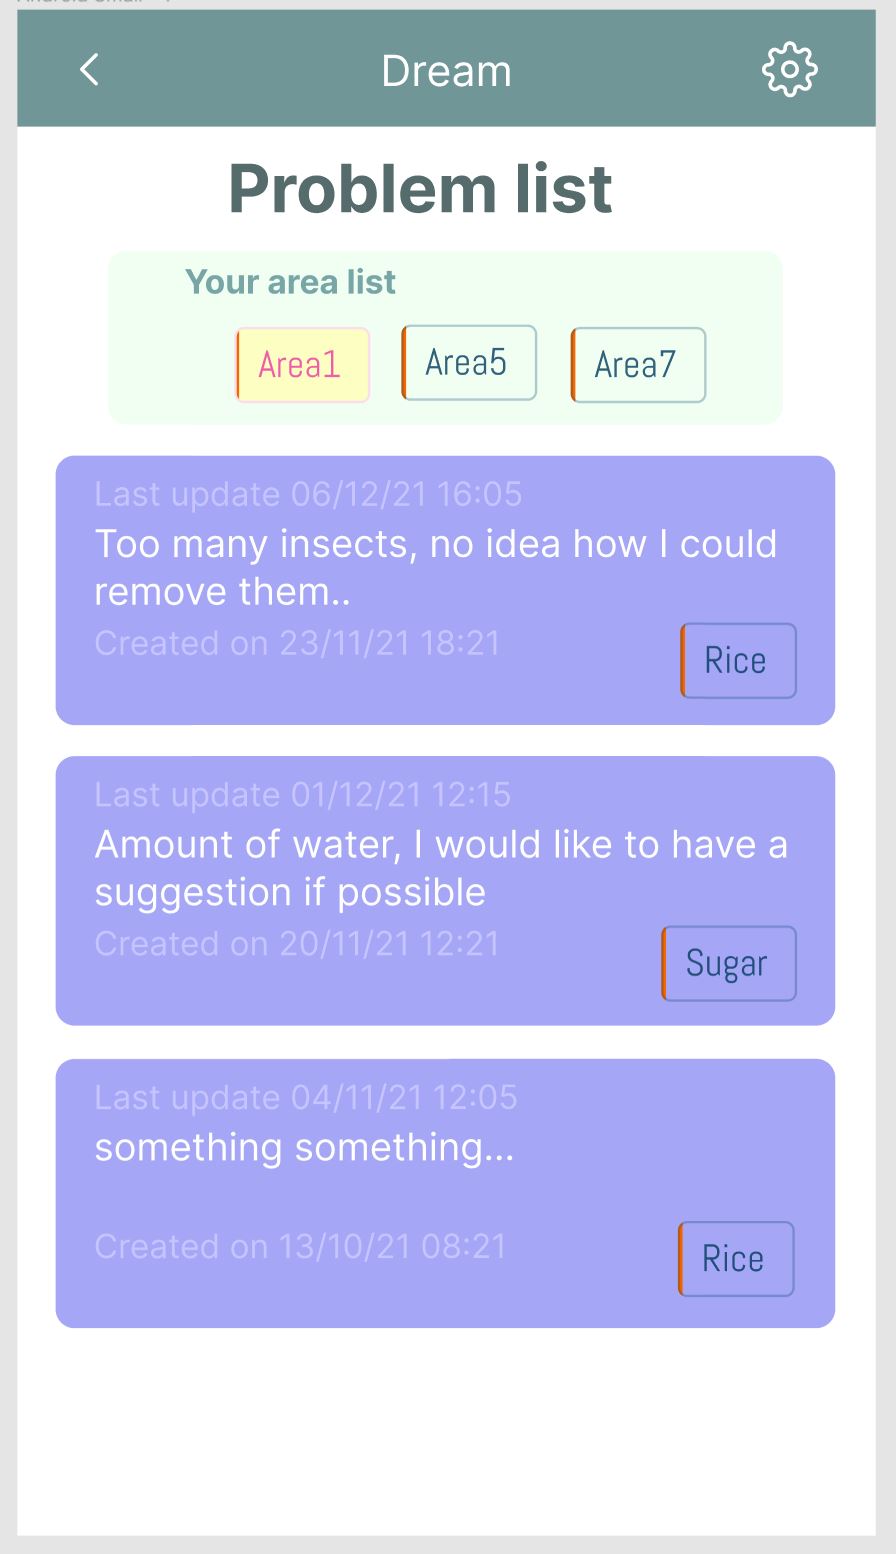 Dream
Problem list
Your area list
Area1
Area5
Area7
Last update 06/12/21 16:05
Too many insects, no idea how I could
remove them..
Created on 23/11/21 18:21
Rice
Last update 01/12/21 12:15
Amount of water, I would like to have a
suggestion if possible
Created on 20/11/21 12:21
Sugar
Last update 04/11/21 12:05
something something...
Created on 13/10/21 08:21
Rice